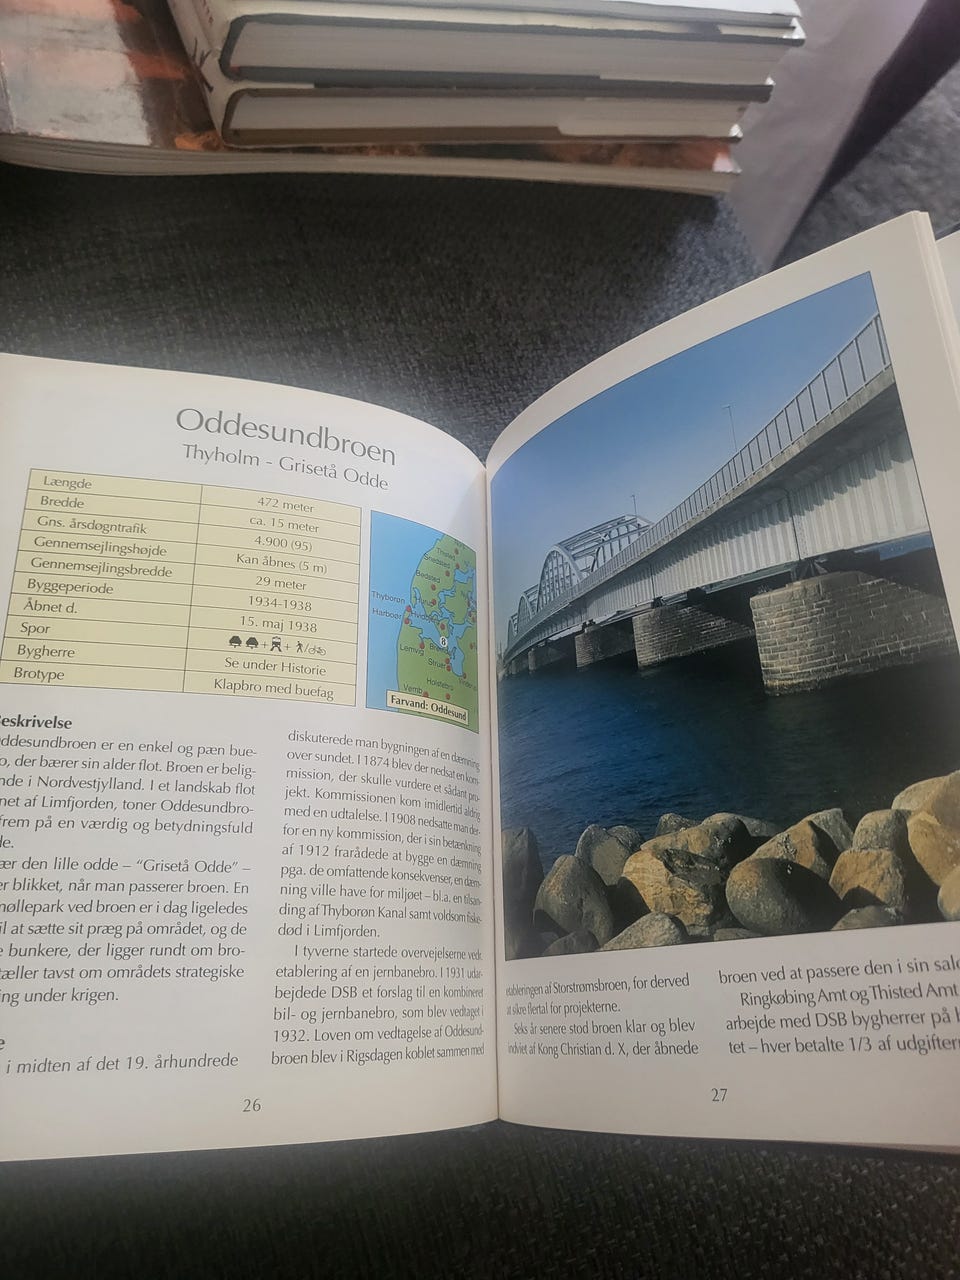 Oddesundbroen
Thyholm - Grisetå Odde
Længde 472 meter
Bredde ca. 15 meter
Gns. årsdøgntrafik 4.900 (95)
Gennemsejlingshøjde Kan åbnes (5 m)
Gennemsejlingsbredde 29 meter
Byggeperiode 1934-1938
Åbnet d. 15. maj 1938
Spor
Bygherre Se under Historie
Brotype Klapbro med buefag
Thisted
Snedsted
Bedsted
Thyborøn
Harboør
Lemvig
8
Struer
Holstebro
Vemb
Farvand: Oddesund
eskrivelse
ddesundbroen er en enkel og pæn bue-
o, der bærer sin alder flot. Broen er belig-
nde i Nordvestjylland. I et landskab flot
net af Limfjorden, toner Oddesundbro-
frem på en værdig og betydningsfuld
de.
ær den lille odde – “Grisetå Odde” –
er blikket, når man passerer broen. En
møllepark ved broen er i dag ligeledes
il at sætte sit præg på området, og de
e bunkere, der ligger rundt om bro-
tæller tavst om områdets strategiske
ing under krigen.
e
i midten af det 19. århundrede
diskuterede man bygningen af en dæmning
over sundet. I 1874 blev der nedsat en kom-
mission, der skulle vurdere et sådant pro-
jekt. Kommissionen kom imidlertid aldrig
med en udtalelse. I 1908 nedsatte man der-
for en ny kommission, der i sin betænkning
af 1912 frarådede at bygge en dæmning
pga. de omfattende konsekvenser, en dæm-
ning ville have for miljøet – bl.a. en tilsan-
ding af Thyborøn Kanal samt voldsom fiske-
død i Limfjorden.
I tyverne startede overvejelserne vedr.
etablering af en jernbanebro. I 1931 udar-
bejdede DSB et forslag til en kombineret
bil- og jernbanebro, som blev vedtaget i
1932. Loven om vedtagelse af Oddesund-
broen blev i Rigsdagen koblet sammen med
26
etableringen af Storstrømsbroen, for derved
at sikre flertal for projekterne.
Seks år senere stod broen klar og blev
indviet af Kong Christian d. X, der åbnede
broen ved at passere den i sin
Ringkøbing Amt og Thisted Amt
arbejde med DSB bygherrer på
tet – hver betalte 1/3 af
27